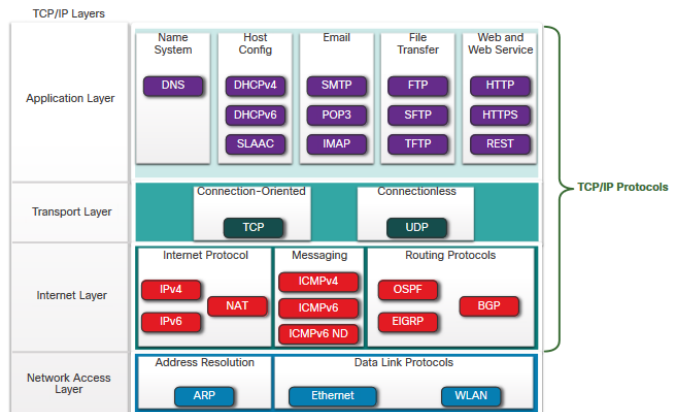 TCP/IP Layers
Name System
Host Config
Email
File Transfer
Web and Web Service
Application Layer
DNS
DHCPv4
SMTP
FTP
HTTP
DHCPv6
POP3
SFTP
HTTPS
SLAAC
IMAP
TFTP
REST
TCP/IP Protocols
Transport Layer
Connection-Oriented
Connectionless
TCP
UDP
Internet Layer
Internet Protocol
Messaging
Routing Protocols
IPv4
NAT
IPv6
ICMPv4
ICMPv6
ICMPv6 ND
OSPF
BGP
EIGRP
Network Access Layer
Address Resolution
Data Link Protocols
ARP
Ethernet
WLAN